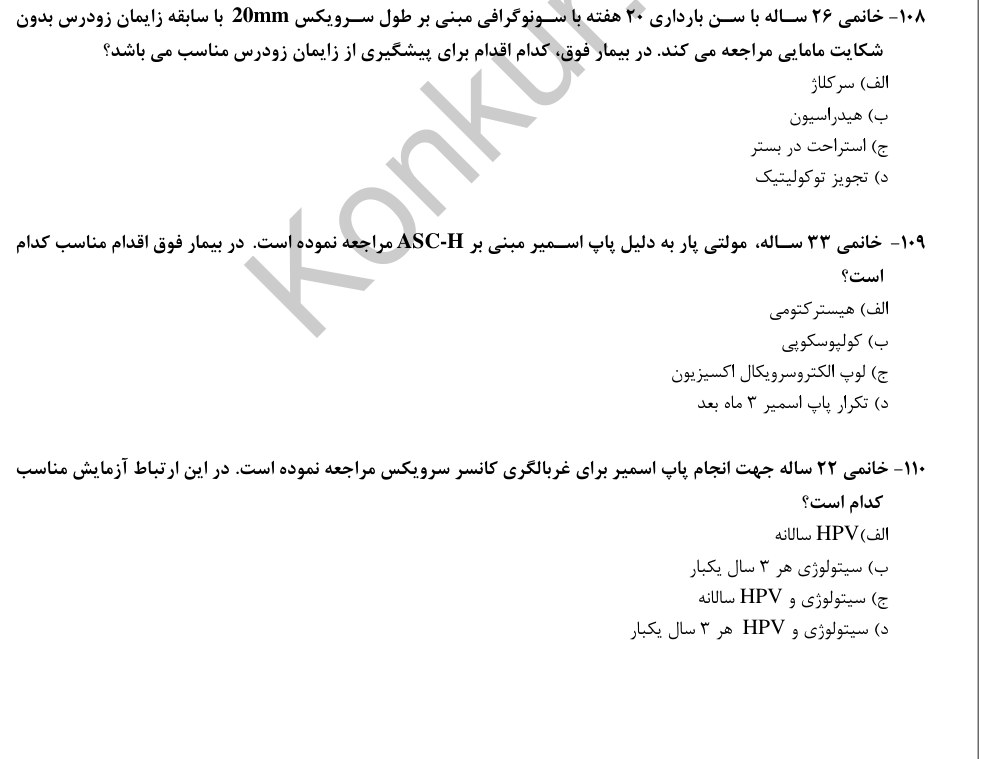 ۱۰۸- خانمی ۲۶ ساله با سن بارداری ۲۰ هفته با سونوگرافی مبنی بر طول سرویکس 20mm با سابقه زایمان زودرس بدون
شکایت مامایی مراجعه می کند. در بیمار فوق، کدام اقدام برای پیشگیری از زایمان زودرس مناسب می باشد؟
الف) سرکلاژ
ب) هیدراسیون
ج) استراحت در بستر
د) تجویز توکولیتیک
۱۰۹- خانمی ۳۳ ساله، مولتی پار به دلیل پاپ اسمیر مبنی بر ASC-H مراجعه نموده است. در بیمار فوق اقدام مناسب کدام
است؟
الف) هیسترکتومی
ب) کولپوسکوپی
ج) لوپ الکتروسرویکال اکسیزیون
د) تکرار پاپ اسمیر ۳ ماه بعد
۱۱۰- خانمی ۲۲ ساله جهت انجام پاپ اسمیر برای غربالگری کانسر سرویکس مراجعه نموده است. در این ارتباط آزمایش مناسب
کدام است؟
الف)HPV سالانه
ب) سیتولوژی هر ۳ سال یکبار
ج) سیتولوژی و HPV سالانه
د) سیتولوژی و HPV هر ۳ سال یکبار
Konkur.